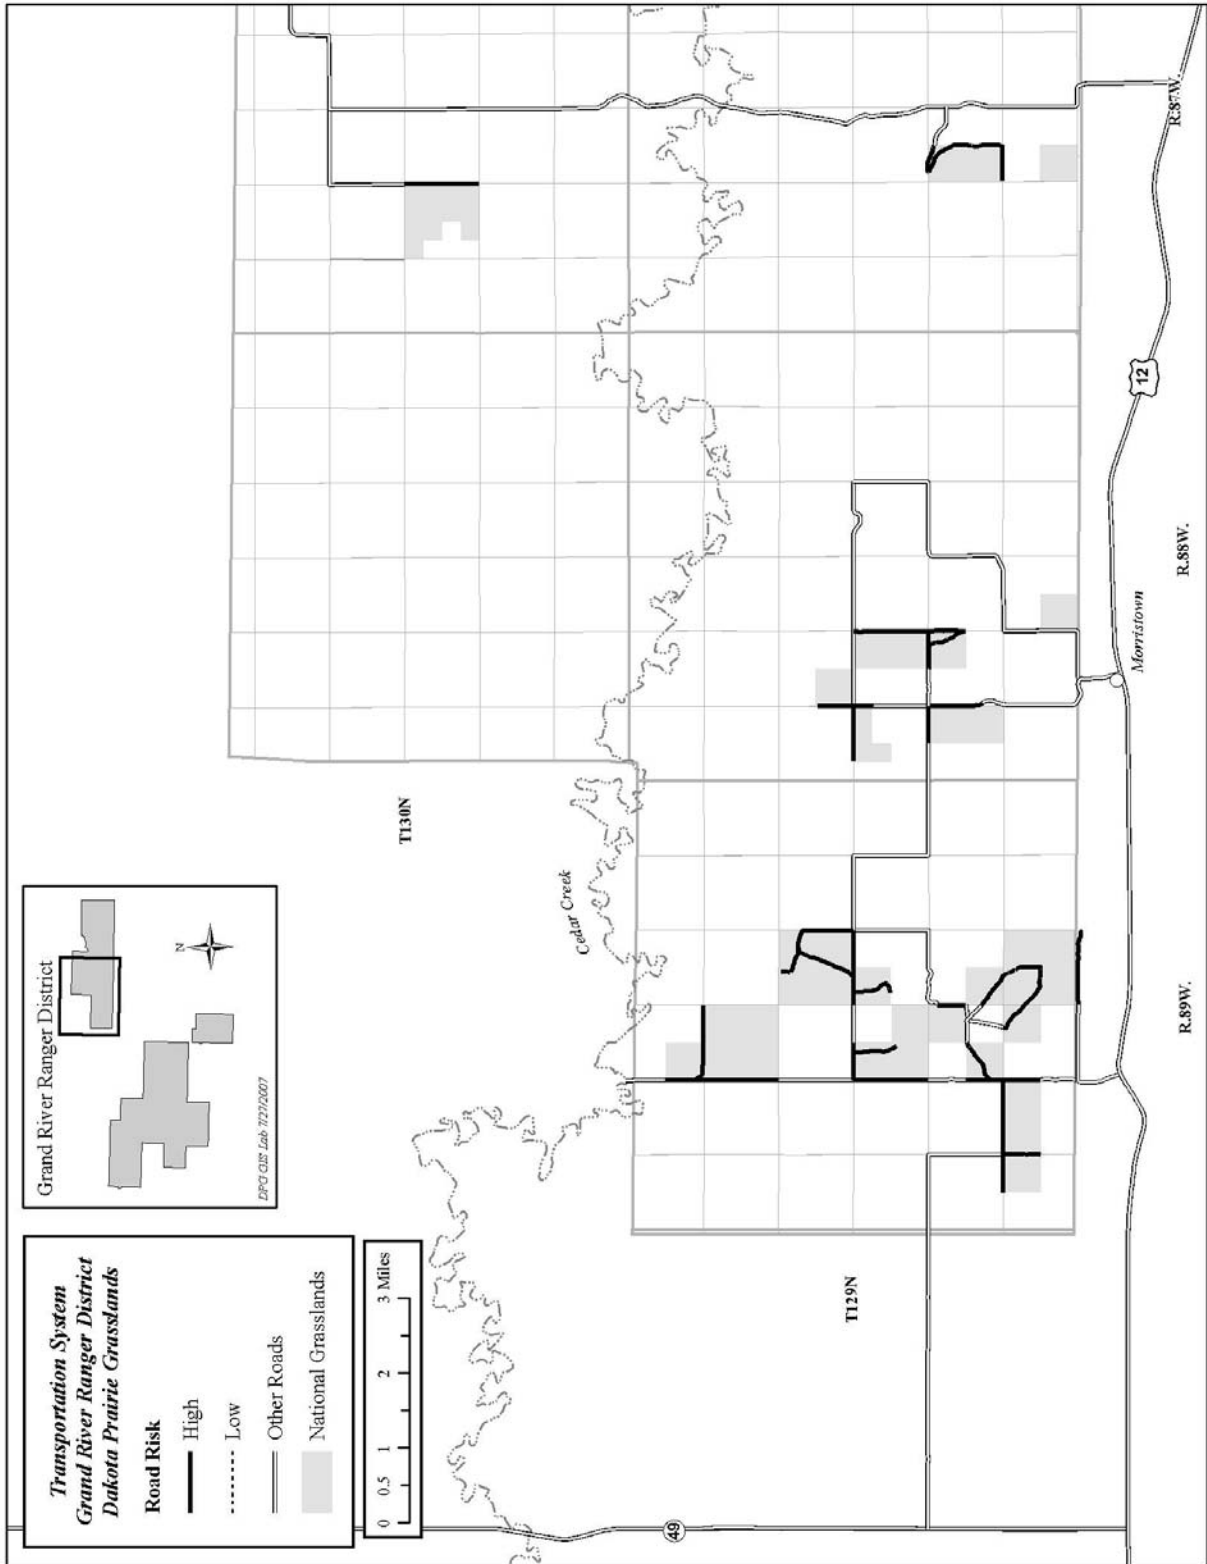 Transportation System
Grand River Ranger District
Dakota Prairie Grasslands
Road Risk
High
Low
Other Roads
National Grasslands
0 0.5 1 2 3 Miles
Grand River Ranger District
N
DPG GIS Lab 7/27/2007
T130N
Cedar Creek
T129N
49
12
Morristown
R.89W.
R.88W.
R.87W.